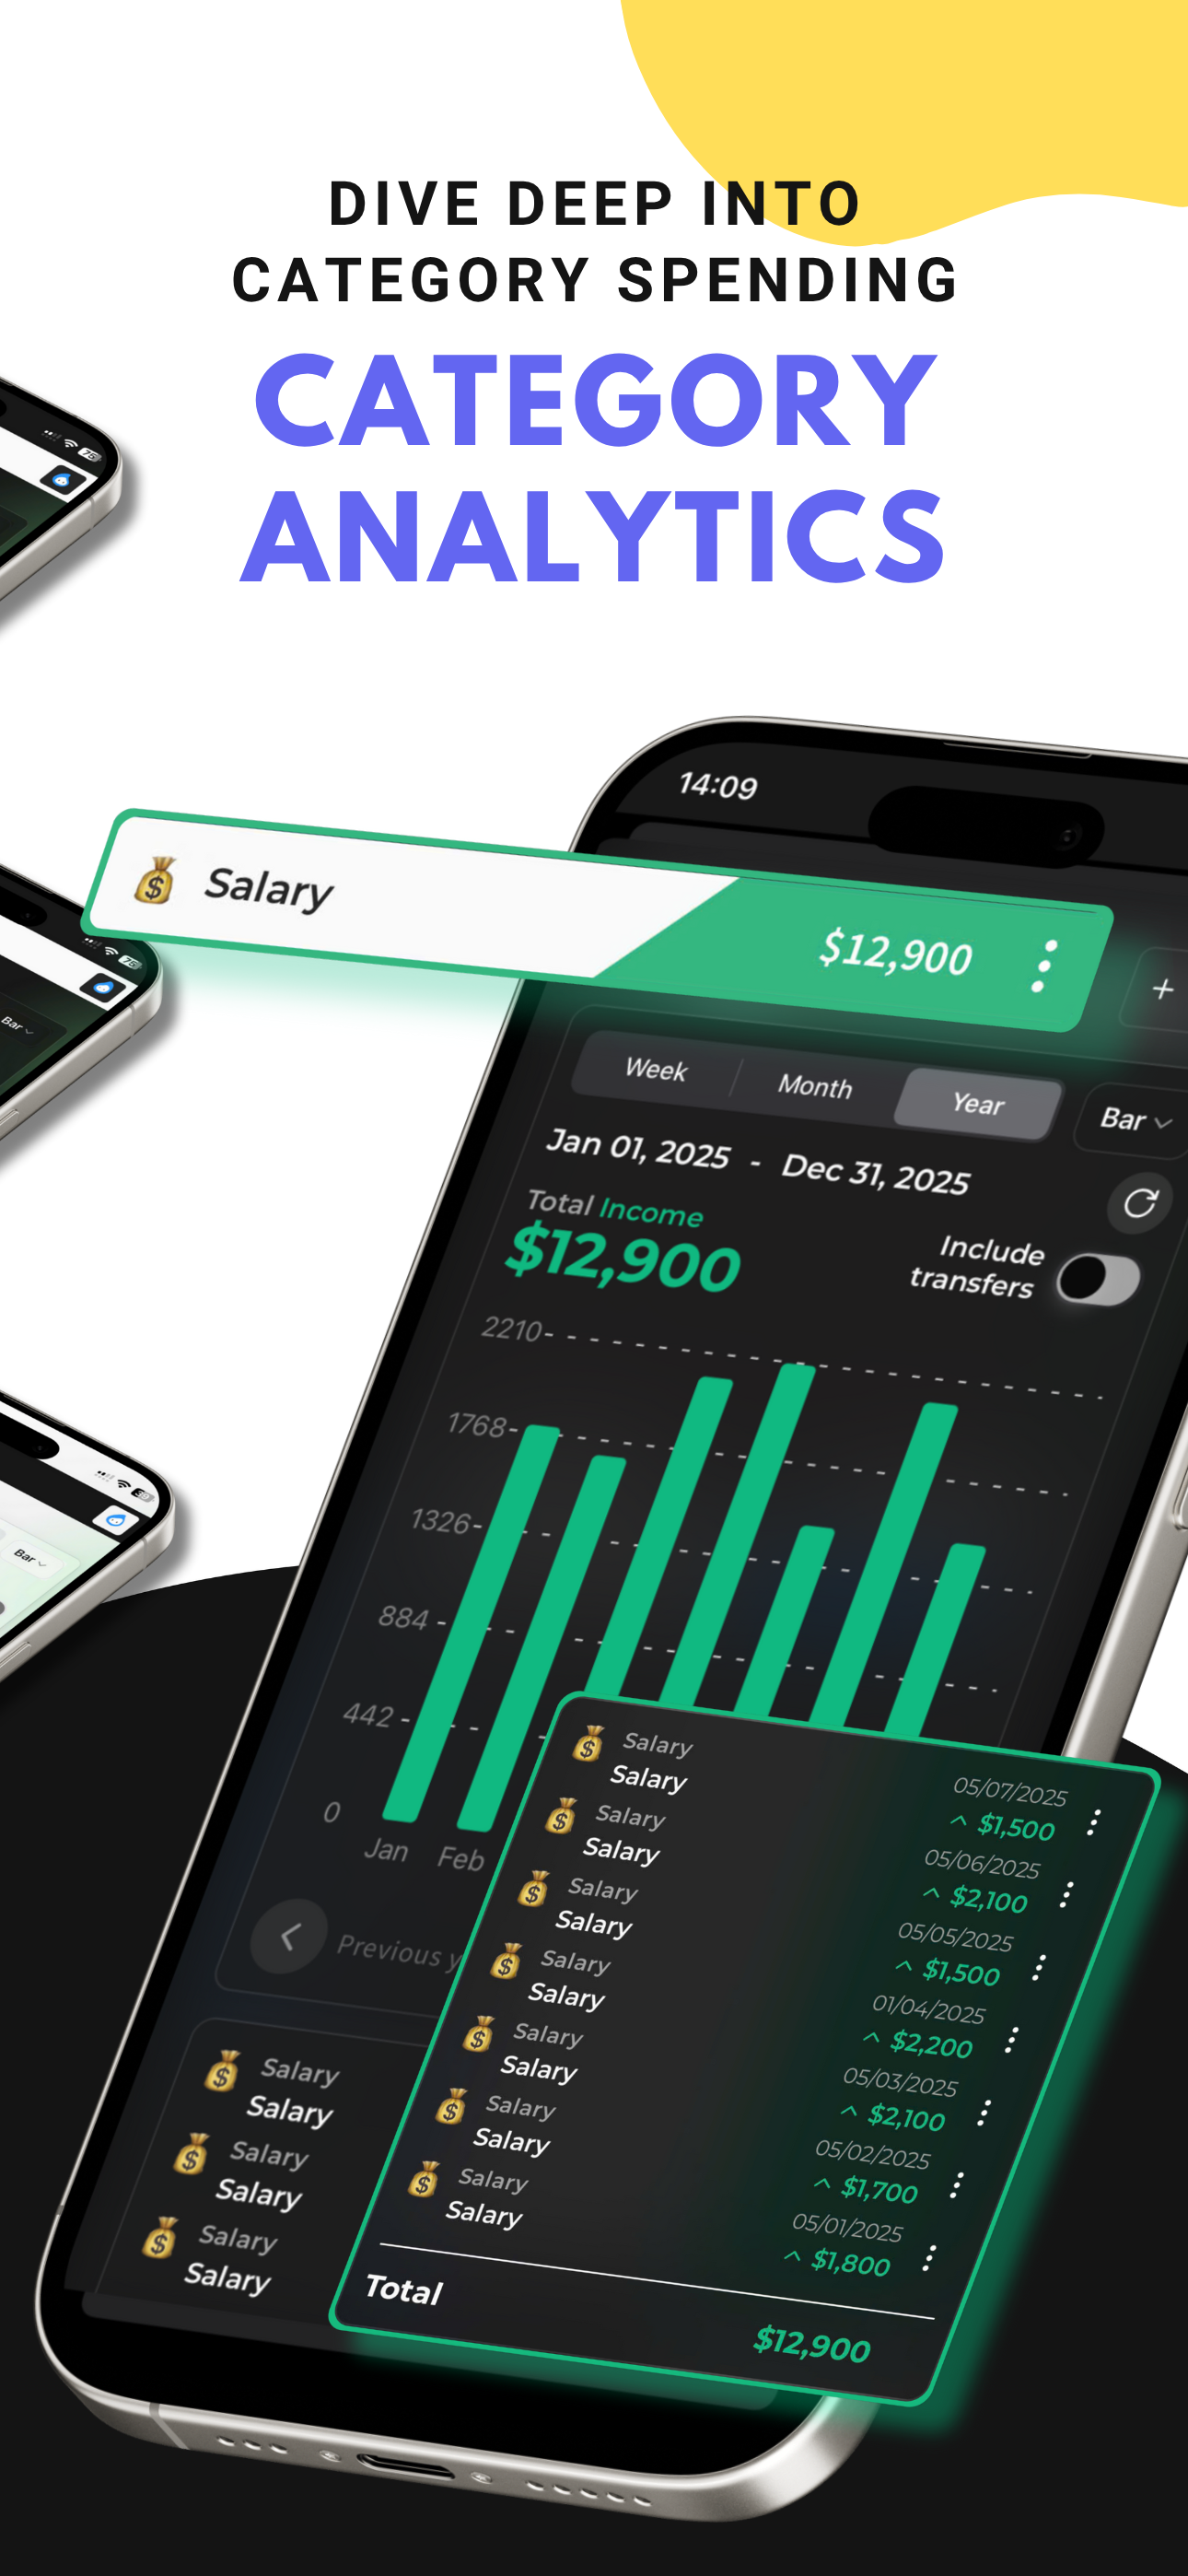 DIVE DEEP INTO
CATEGORY SPENDING
CATEGORY
ANALYTICS
75
14:09
Salary
$12,900
75
+
Bar
Week
Month
Year
Bar
Jan 01, 2025 - Dec 31, 2025
Total Income
$12,900
Include
transfers
2210
1768
1326
884
442
0
Jan
Feb
Bar
Previous y
Salary
Salary
Salary
Salary
Salary
Salary
Salary
Salary
05/07/2025
$1,500
Salary
Salary
05/06/2025
$2,100
Salary
Salary
05/05/2025
$1,500
Salary
Salary
01/04/2025
$2,200
Salary
Salary
05/03/2025
$2,100
Salary
Salary
05/02/2025
$1,700
Salary
Salary
05/01/2025
$1,800
Total
$12,900